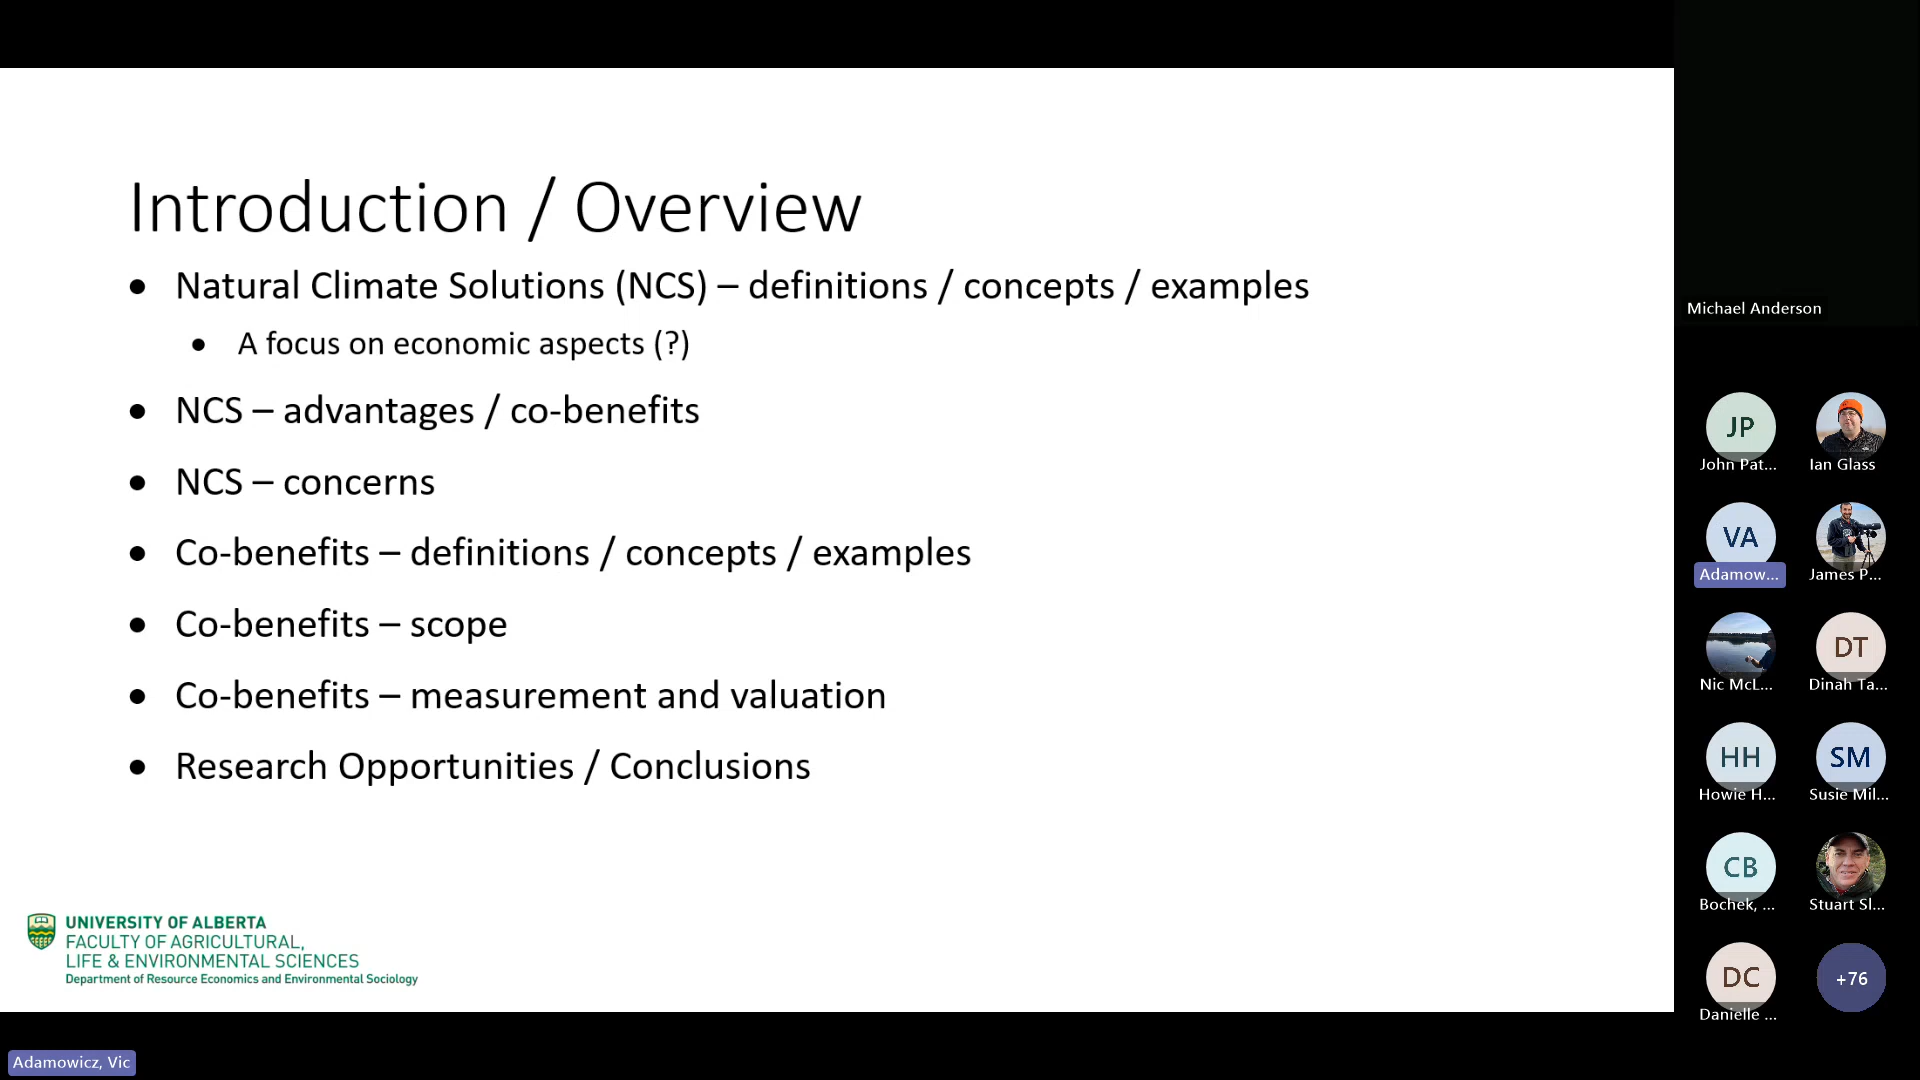 Introduction / Overview
• Natural Climate Solutions (NCS) – definitions / concepts / examples
• A focus on economic aspects (?)
• NCS – advantages / co-benefits
• NCS – concerns
• Co-benefits – definitions / concepts / examples
• Co-benefits – scope
• Co-benefits – measurement and valuation
• Research Opportunities / Conclusions
UNIVERSITY OF ALBERTA
FACULTY OF AGRICULTURAL,
LIFE & ENVIRONMENTAL SCIENCES
Department of Resource Economics and Environmental Sociology
Adamowicz, Vic
Michael Anderson
JP
John Pat...
Ian Glass
VA
Adamow...
James P...
Nic McL...
DT
Dinah Ta...
HH
Howie H...
SM
Susie Mil...
CB
Bochek, ...
Stuart Sl...
DC
Danielle ...
+76